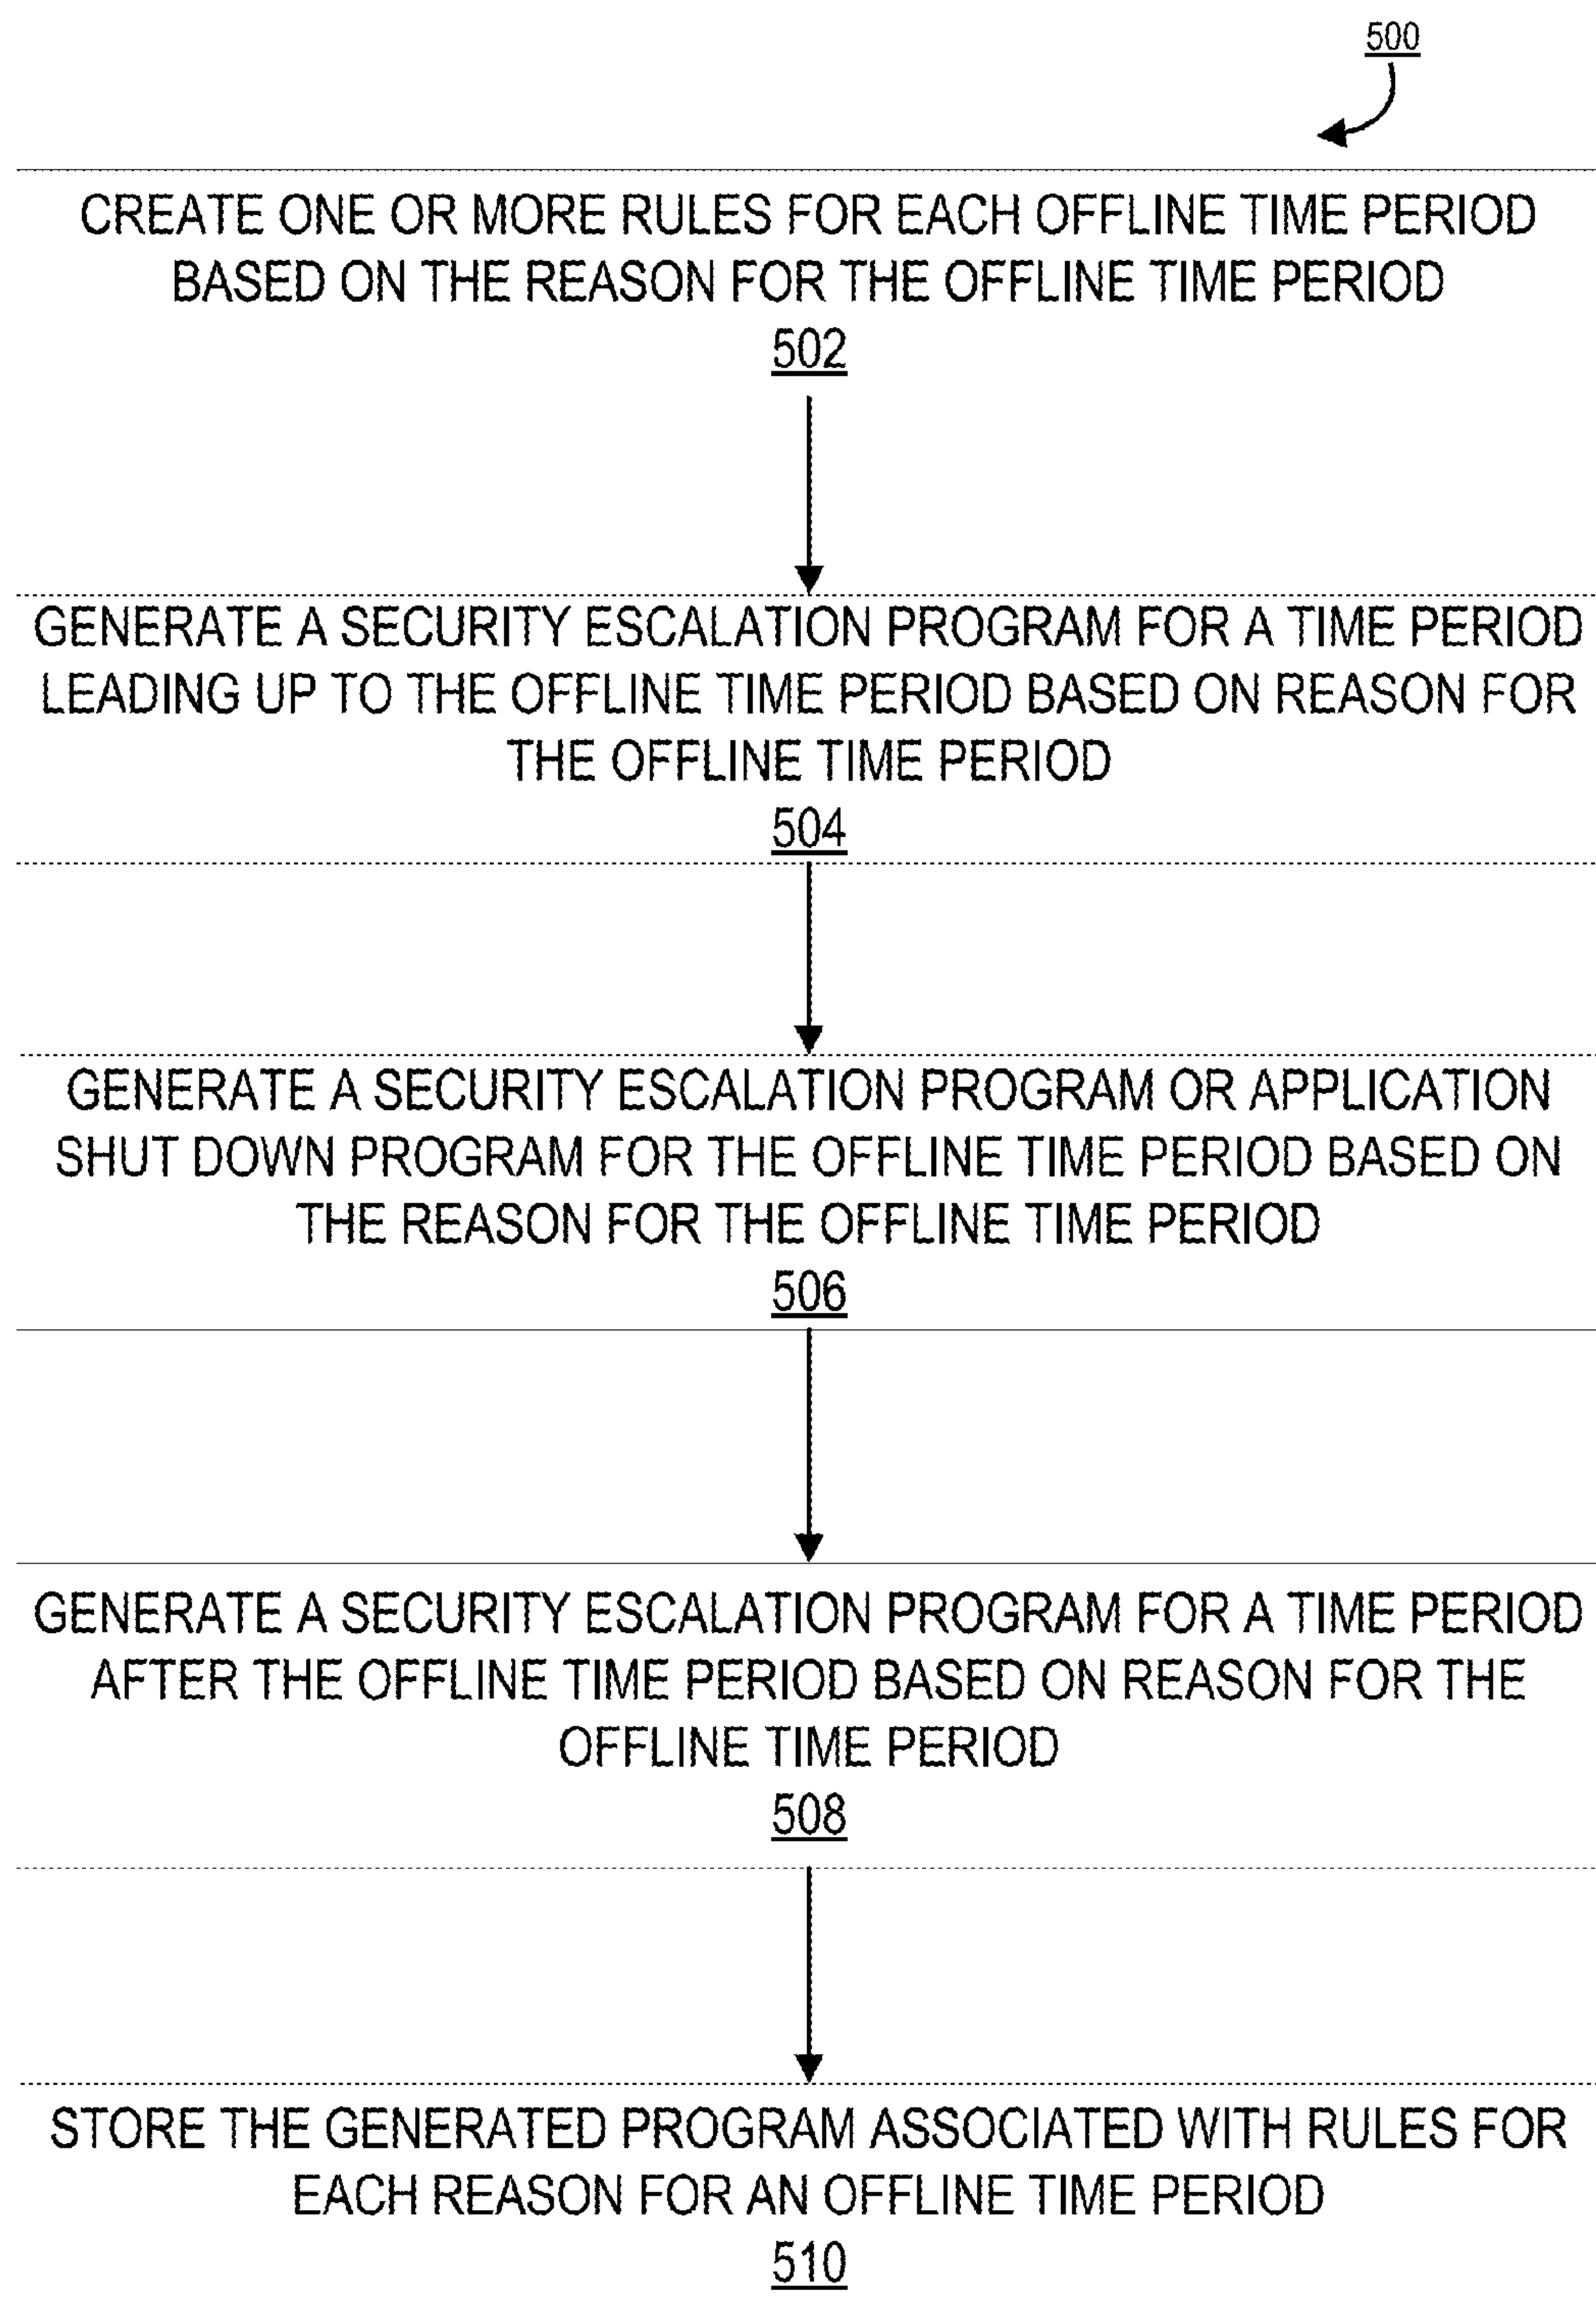 500
CREATE ONE OR MORE RULES FOR EACH OFFLINE TIME PERIOD
BASED ON THE REASON FOR THE OFFLINE TIME PERIOD
502
GENERATE A SECURITY ESCALATION PROGRAM FOR A TIME PERIOD
LEADING UP TO THE OFFLINE TIME PERIOD BASED ON REASON FOR
THE OFFLINE TIME PERIOD
504
GENERATE A SECURITY ESCALATION PROGRAM OR APPLICATION
SHUT DOWN PROGRAM FOR THE OFFLINE TIME PERIOD BASED ON
THE REASON FOR THE OFFLINE TIME PERIOD
506
GENERATE A SECURITY ESCALATION PROGRAM FOR A TIME PERIOD
AFTER THE OFFLINE TIME PERIOD BASED ON REASON FOR THE
OFFLINE TIME PERIOD
508
STORE THE GENERATED PROGRAM ASSOCIATED WITH RULES FOR
EACH REASON FOR AN OFFLINE TIME PERIOD
510